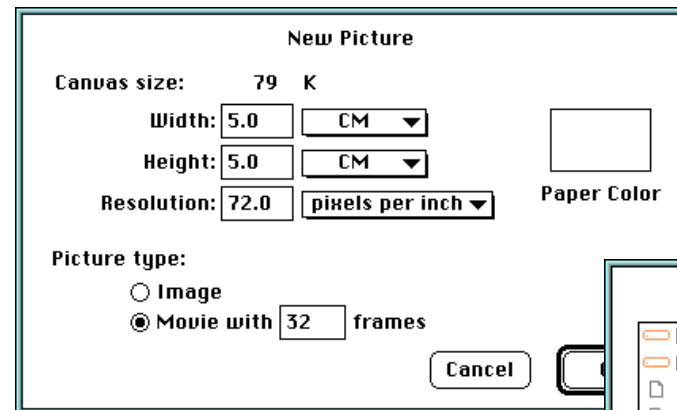 New Picture
Canvas size: 79 K
Width: 5.0 CM
Height: 5.0 CM
Resolution: 72.0 pixels per inch
Paper Color
Picture type:
Image
Movie with 32 frames
Cancel